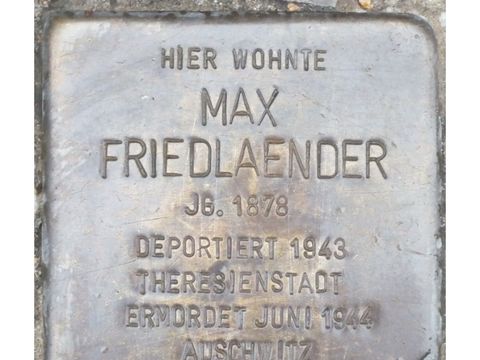 HIER WOHNTE
MAX
FRIEDLAENDER
JG. 1878
DEPORTIERT 1943
THERESIENSTADT
ERMORDET JUNI 1944
AUSCHWITZ